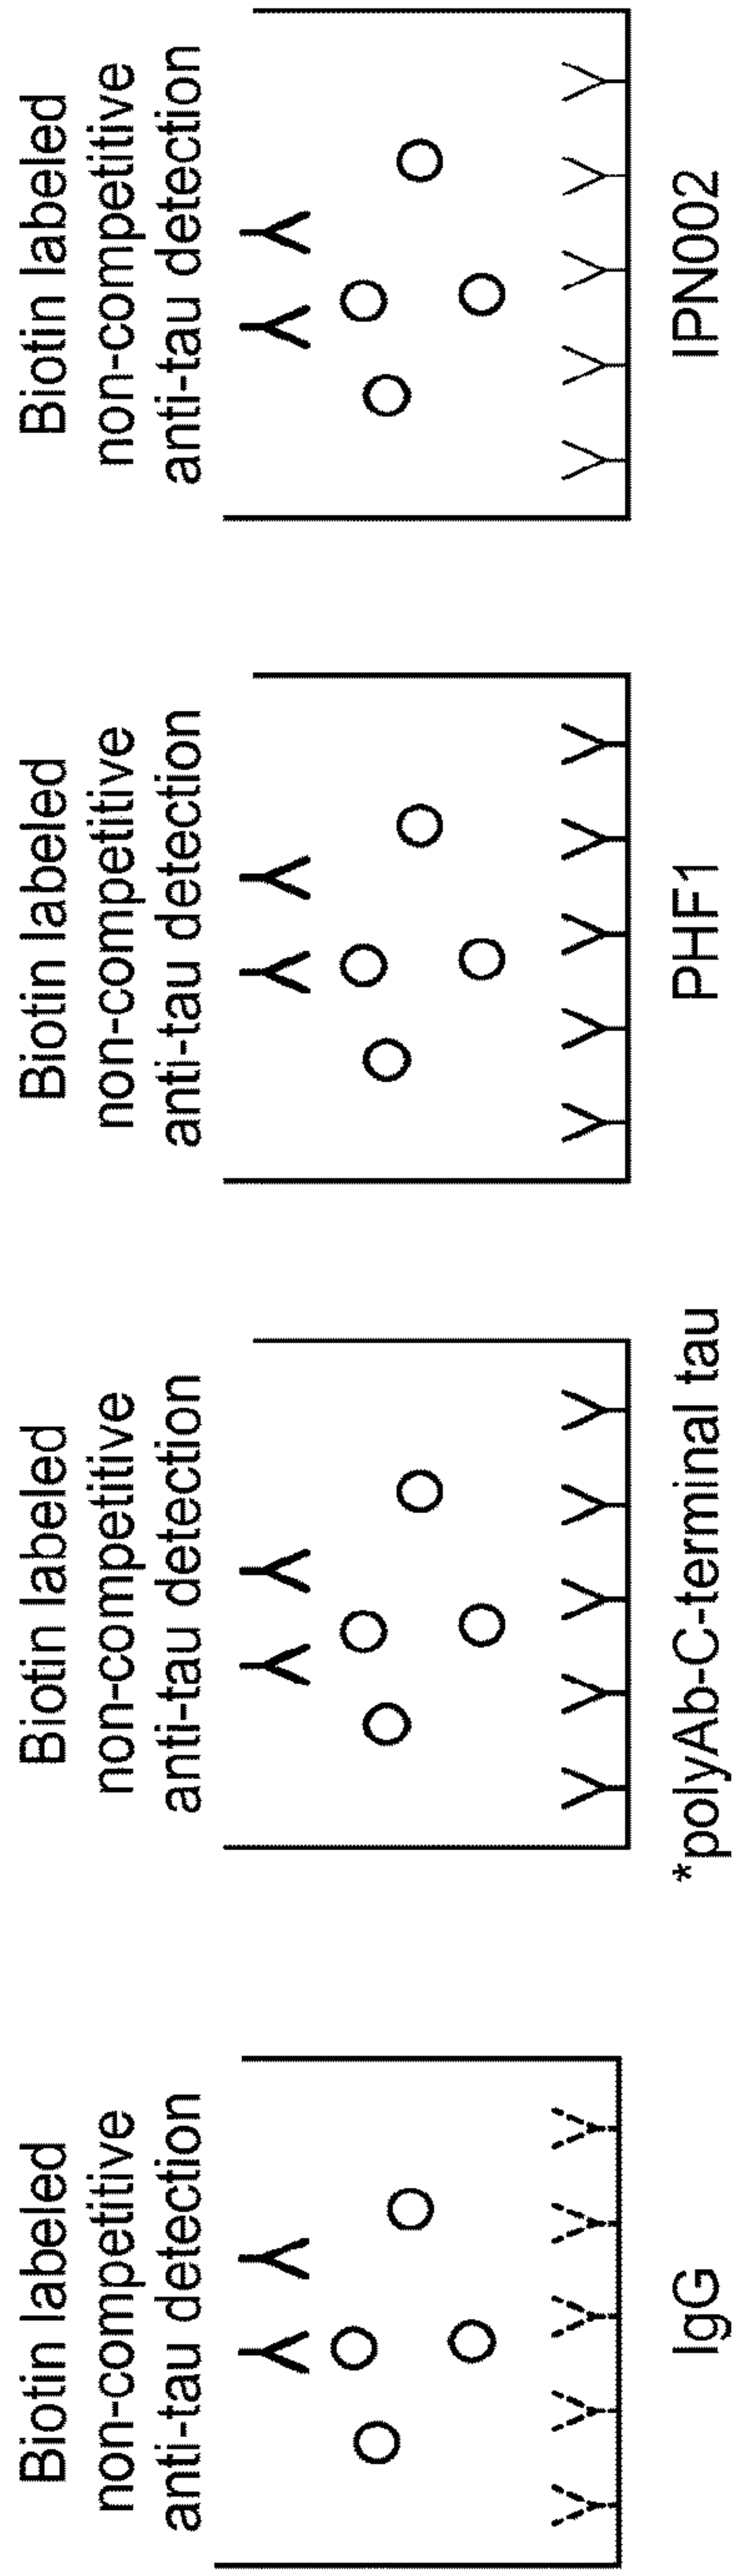 Biotin labeled
non-competitive
anti-tau detection
IgG
Biotin labeled
non-competitive
anti-tau detection
*polyAb-C-terminal tau
Biotin labeled
non-competitive
anti-tau detection
PHF1
Biotin labeled
non-competitive
anti-tau detection
IPN002